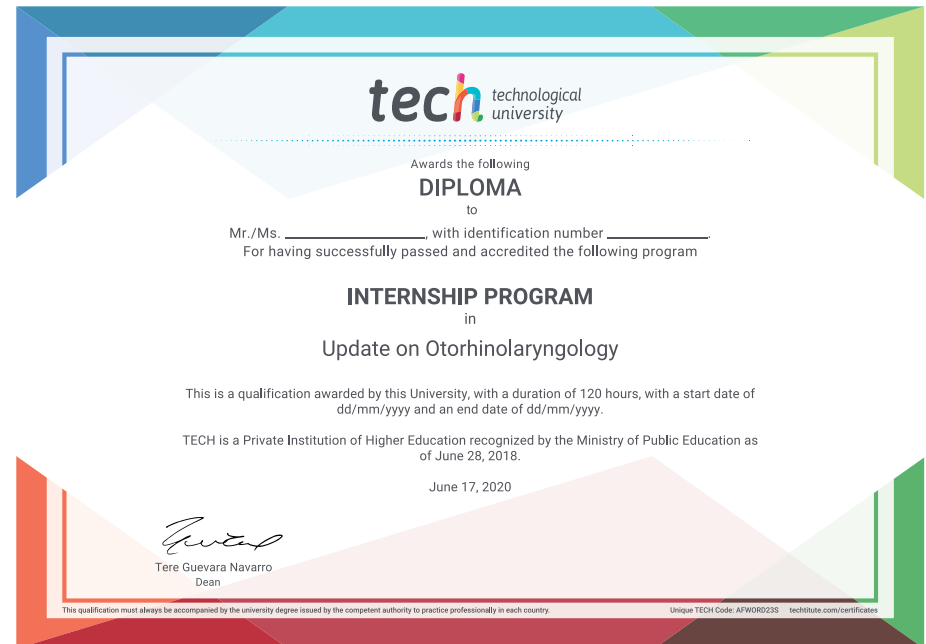 tech technological
university
Awards the following
DIPLOMA
to
Mr./Ms. ____________________, with identification number ______________.
For having successfully passed and accredited the following program
INTERNSHIP PROGRAM
in
Update on Otorhinolaryngology
This is a qualification awarded by this University, with a duration of 120 hours, with a start date of
dd/mm/yyyy and an end date of dd/mm/yyyy.
TECH is a Private Institution of Higher Education recognized by the Ministry of Public Education as
of June 28, 2018.
June 17, 2020
Tere Guevara Navarro
Dean
This qualification must always be accompanied by the university degree issued by the competent authority to practice professionally in each country.
Unique TECH Code: AFWORD23S techtitute.com/certificates